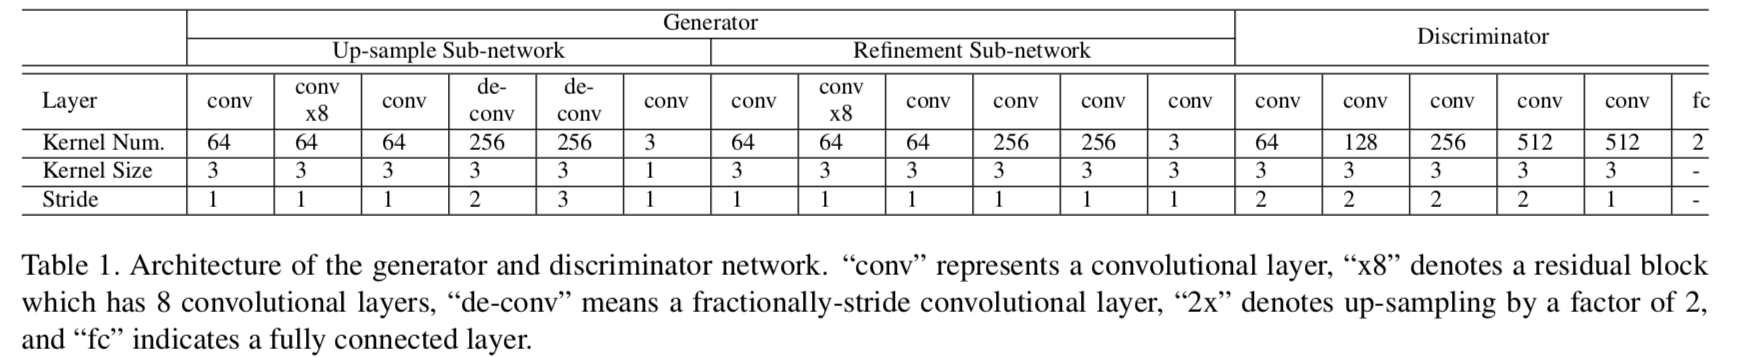 Generator
Discriminator
Up-sample Sub-network Refinement Sub-network
Layer conv conv x8 conv de-conv de-conv conv conv conv x8 conv conv conv conv conv conv conv conv conv fc
Kernel Num. 64 64 64 256 256 3 64 64 64 256 256 3 64 128 256 512 512 2
Kernel Size 3 3 3 3 3 1 3 3 3 3 3 3 3 3 3 3 3 -
Stride 1 1 1 2 3 1 1 1 1 1 1 1 2 2 2 2 1 -
Table 1. Architecture of the generator and discriminator network. “conv” represents a convolutional layer, “x8” denotes a residual block
which has 8 convolutional layers, “de-conv” means a fractionally-stride convolutional layer, “2x” denotes up-sampling by a factor of 2,
and “fc” indicates a fully connected layer.